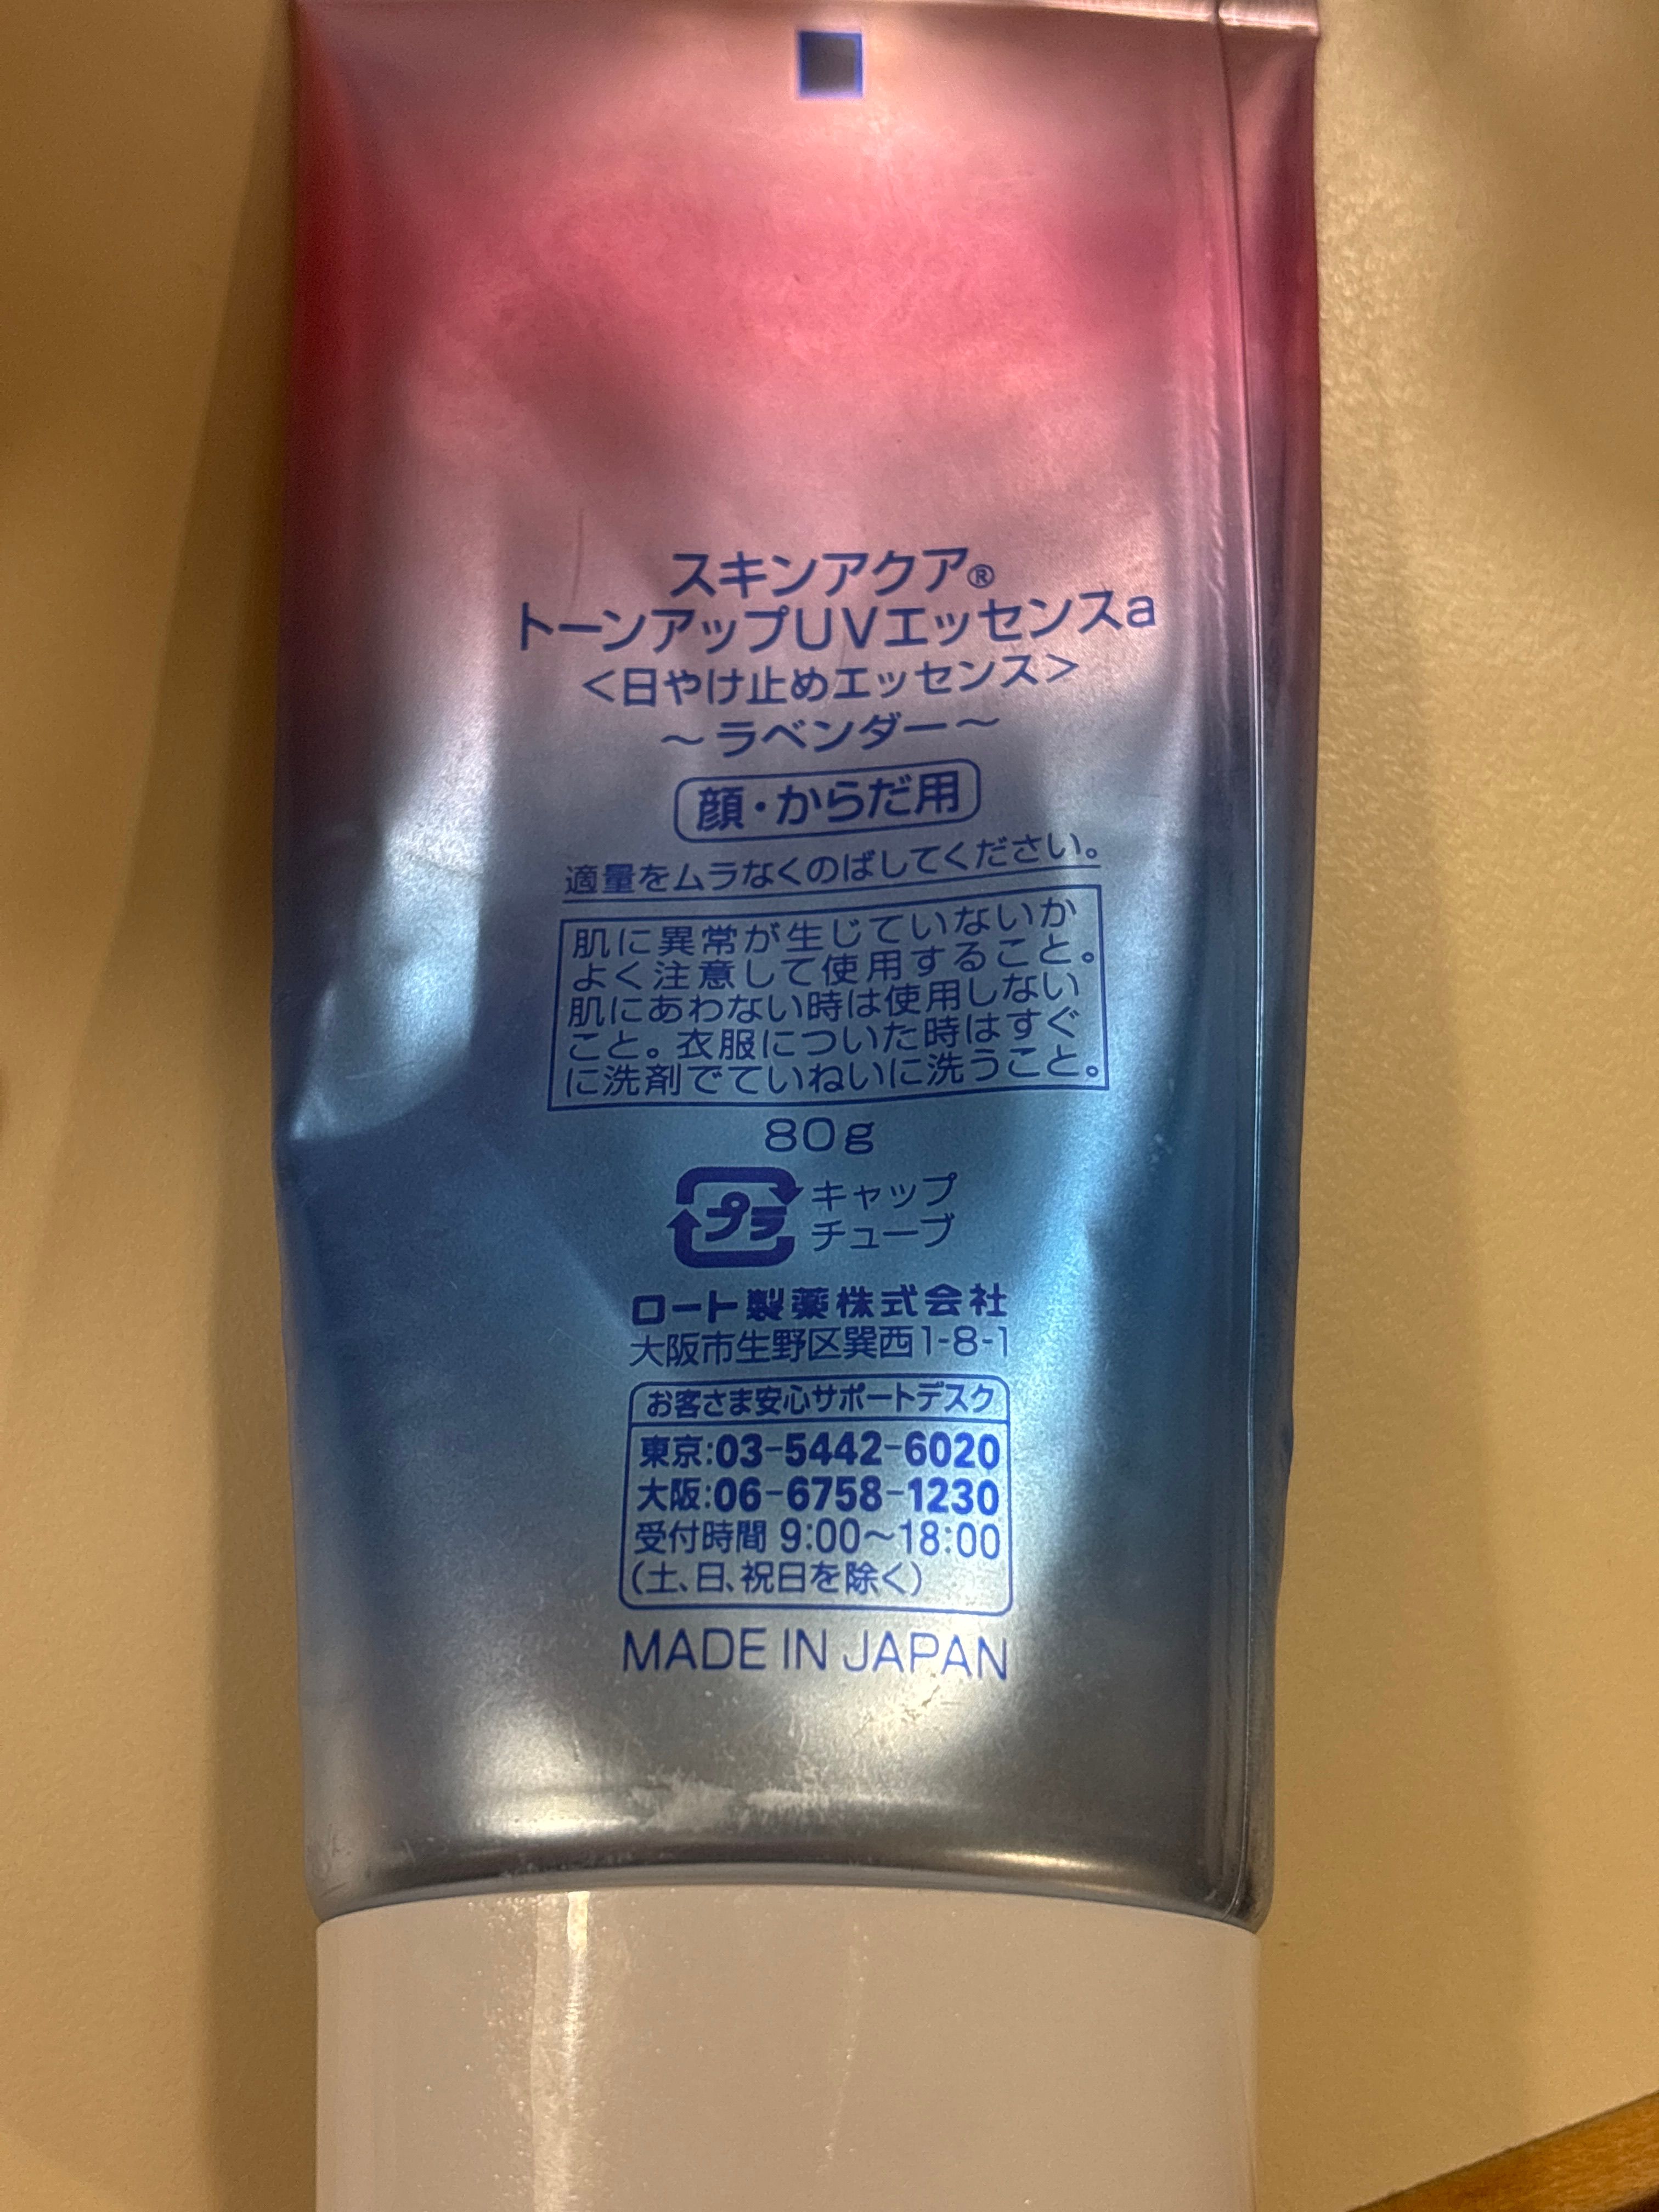 スキンアクア®
トーンアップUVエッセンスa
＜日やけ止めエッセンス＞
～ラベンダー～
顔・からだ用
適量をムラなくのばしてください。
肌に異常が生じていないか
よく注意して使用すること。
肌にあわない時は使用しない
こと。衣服についた時はすぐ
に洗剤でていねいに洗うこと。
80g
プラ キャップ
チューブ
ロート製薬株式会社
大阪市生野区巽西1-8-1
お客さま安心サポートデスク
東京:03-5442-6020
大阪:06-6758-1230
受付時間 9:00～18:00
(土、日、祝日を除く)
MADE IN JAPAN